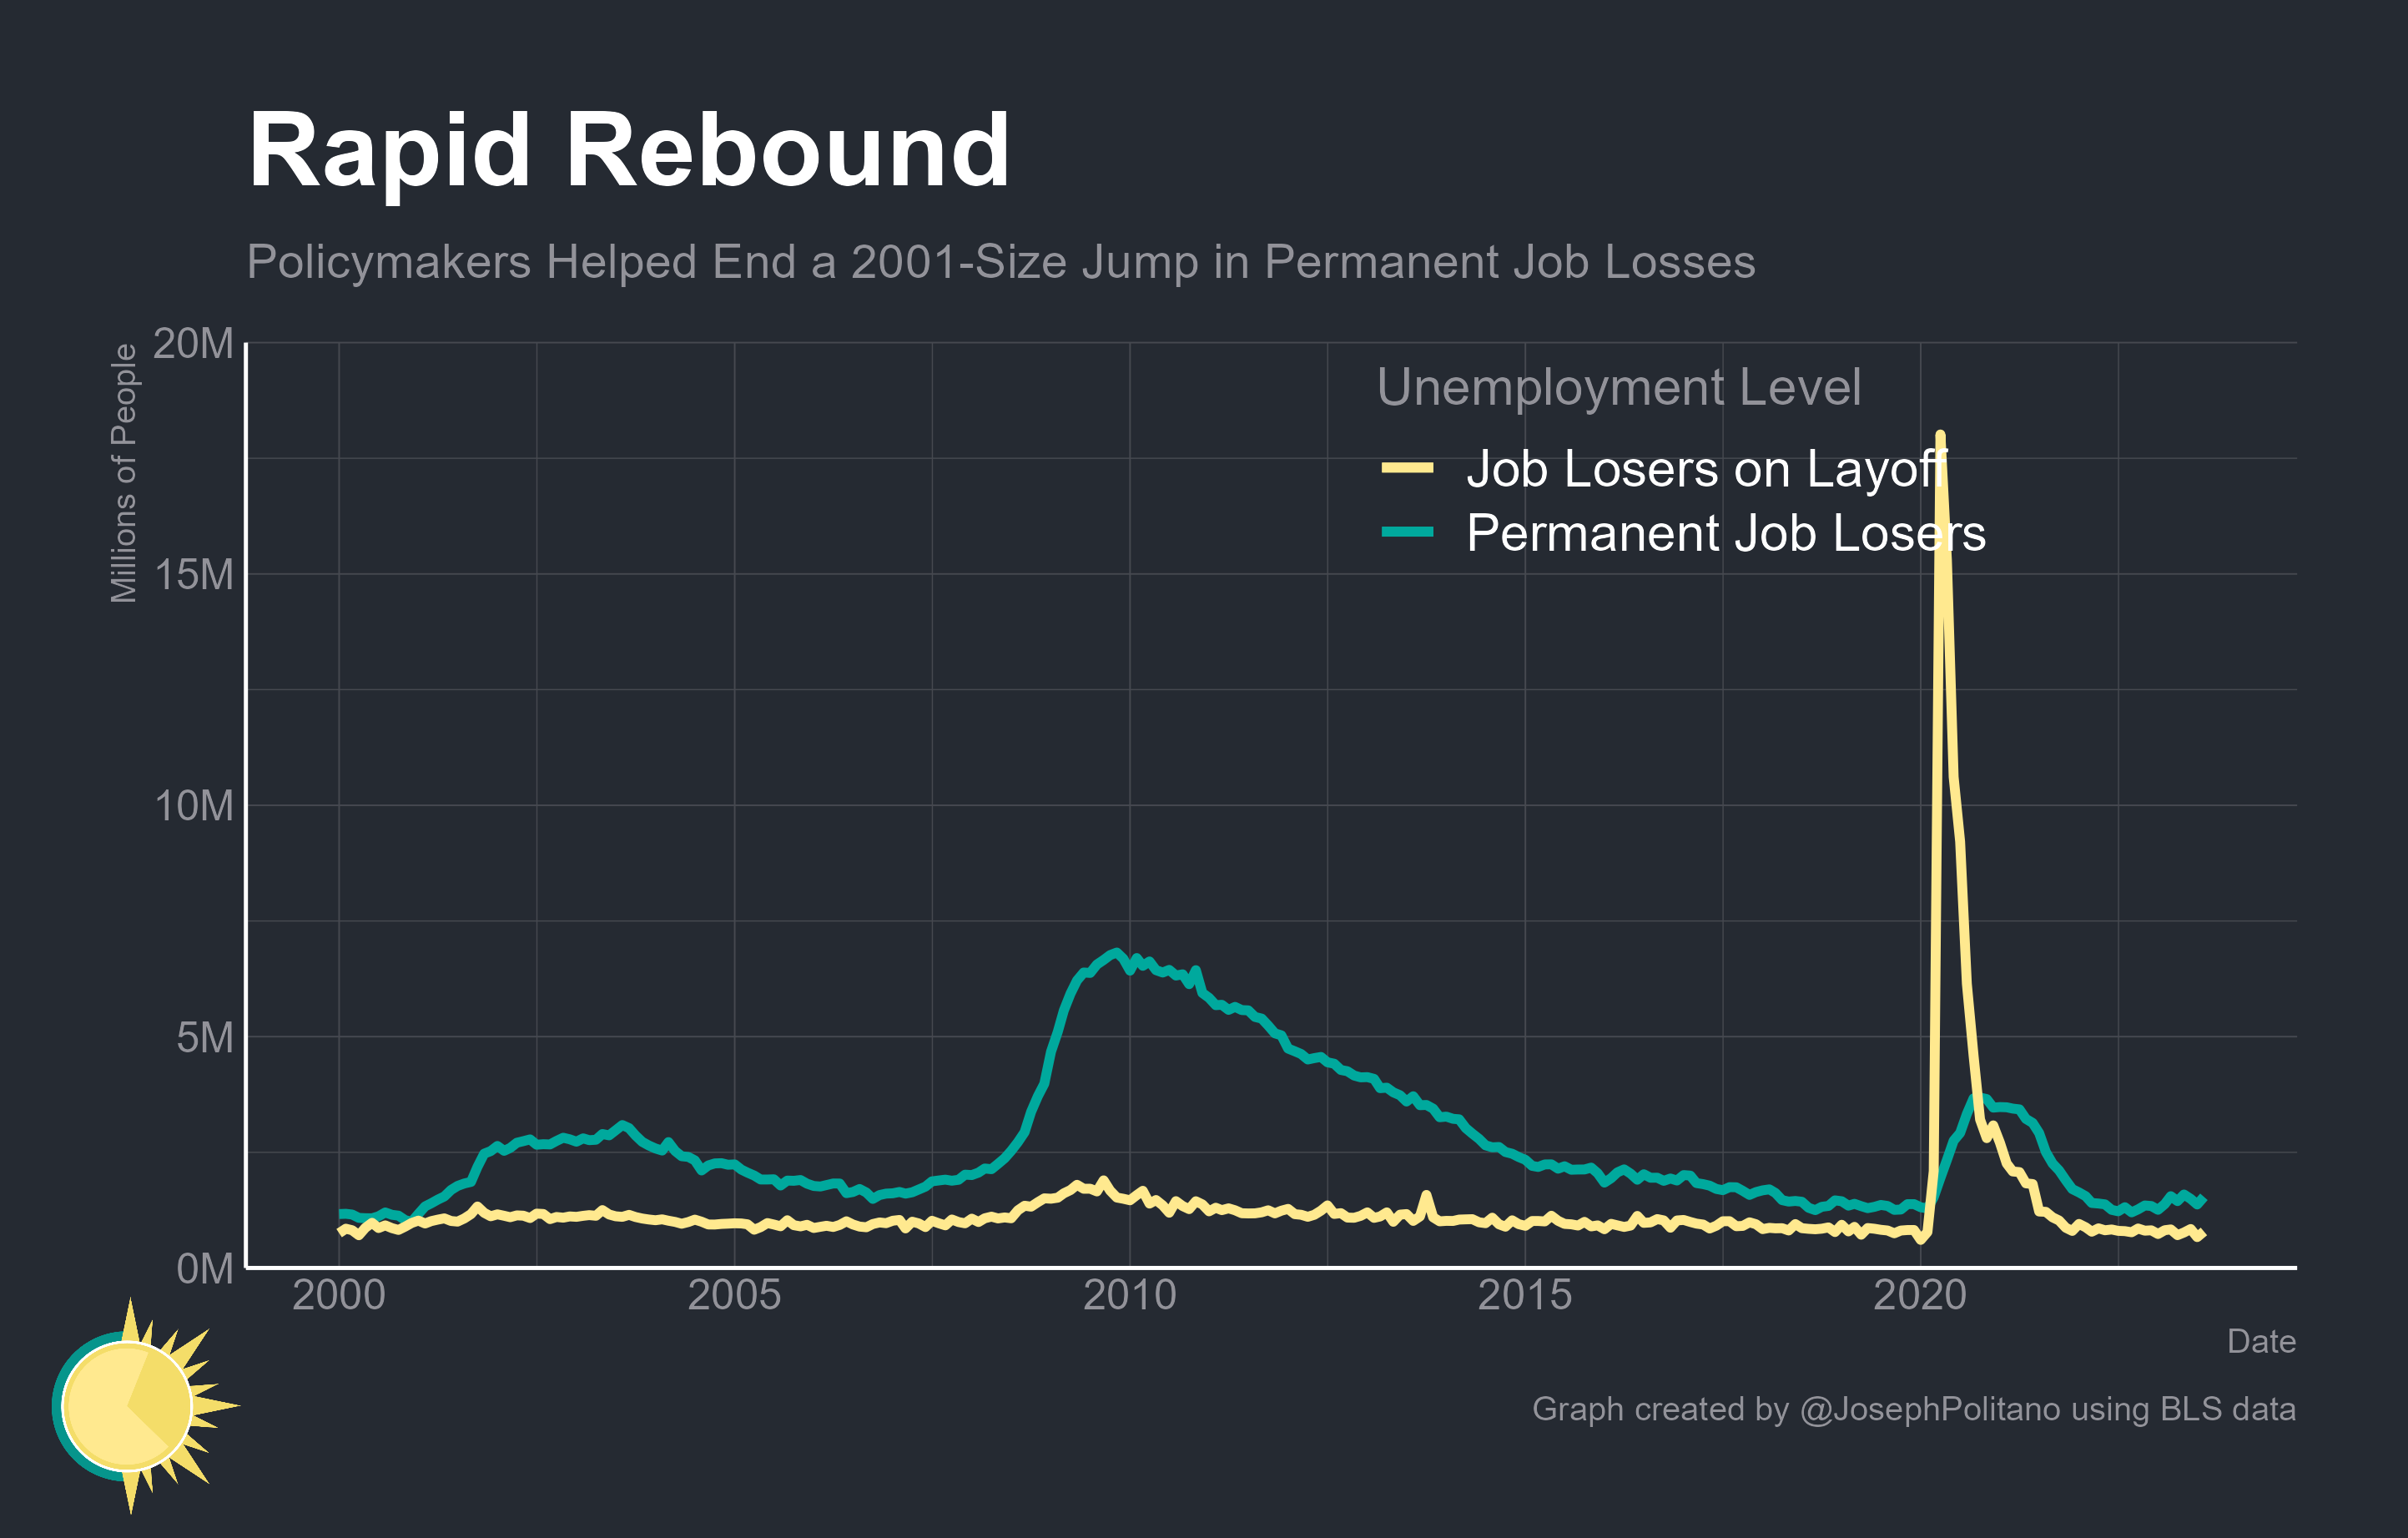 Rapid Rebound
Policymakers Helped End a 2001-Size Jump in Permanent Job Losses
Millions of People
20M
15M
10M
5M
0M
Unemployment Level
Job Losers on Layoff
Permanent Job Losers
2000 2005 2010 2015 2020
Date
Graph created by @JosephPolitano using BLS data